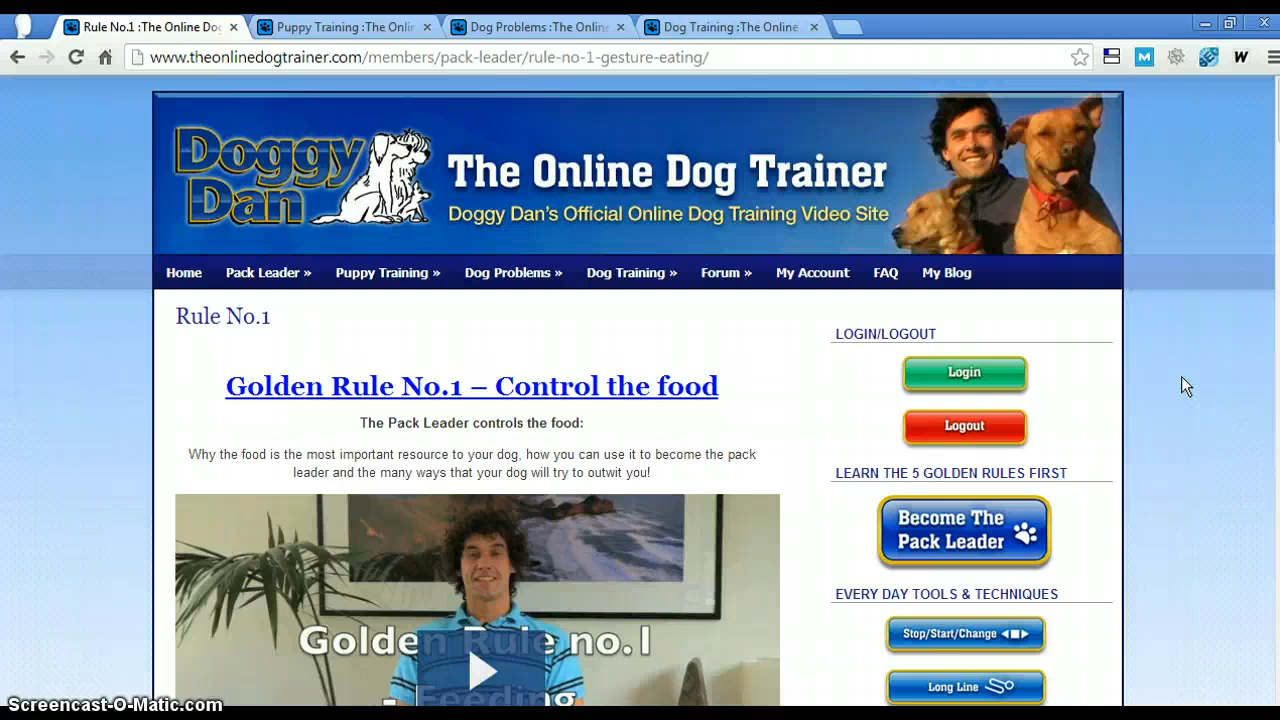 Rule No.1 :The Online Dog
Puppy Training :The Onlin
Dog Problems :The Online
Dog Training :The Online
www.theonlinedogtrainer.com/members/pack-leader/rule-no-1-gesture-eating/
M
W
Doggy
Dan
The Online Dog Trainer
Doggy Dan's Official Online Dog Training Video Site
Home Pack Leader » Puppy Training » Dog Problems » Dog Training » Forum » My Account FAQ My Blog
Rule No.1
Golden Rule No.1 – Control the food
The Pack Leader controls the food:
Why the food is the most important resource to your dog, how you can use it to become the pack
leader and the many ways that your dog will try to outwit you!
Golden Rule no.1
- Feeding
LOGIN/LOGOUT
Login
Logout
LEARN THE 5 GOLDEN RULES FIRST
Become The
Pack Leader
EVERY DAY TOOLS & TECHNIQUES
Stop/Start/Change
Long Line
Screencast-O-Matic.com